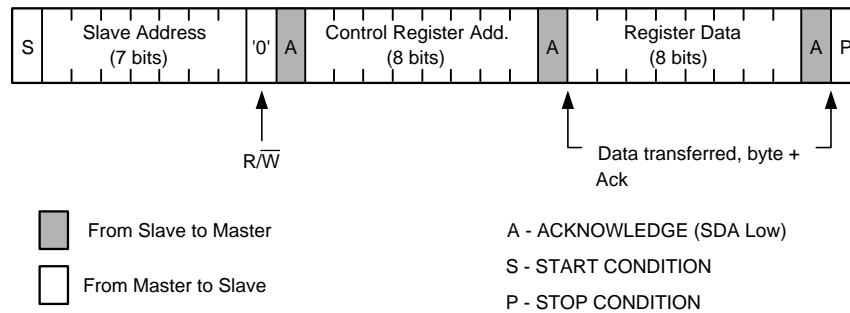 S
Slave Address
(7 bits)
'0'
A
Control Register Add.
(8 bits)
A
Register Data
(8 bits)
A
P
R/W̅
Data transferred, byte +
Ack
From Slave to Master
From Master to Slave
A - ACKNOWLEDGE (SDA Low)
S - START CONDITION
P - STOP CONDITION